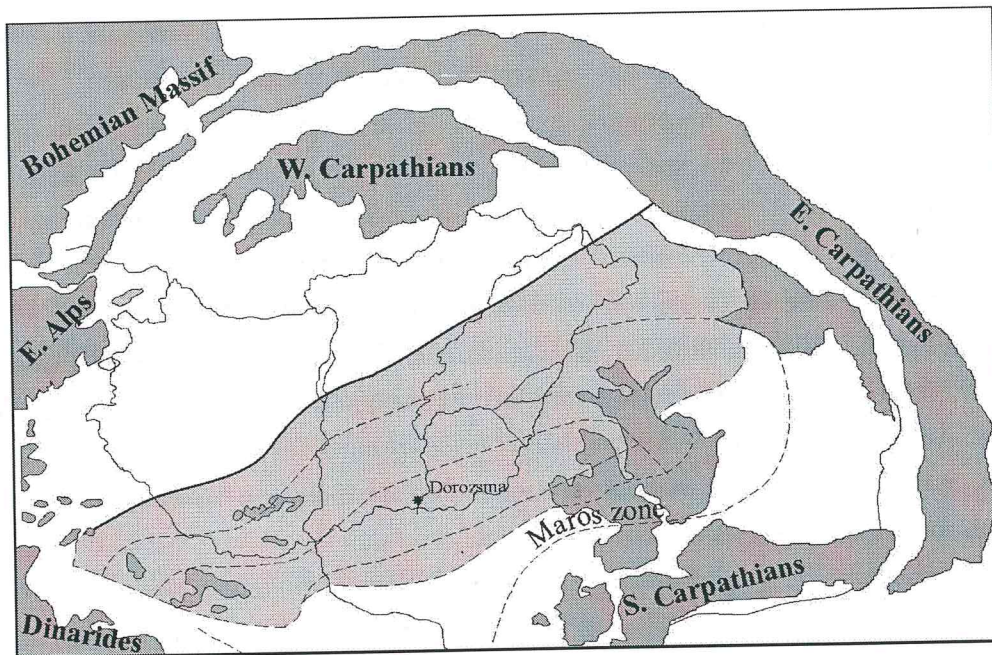 Bohemian Massif
W. Carpathians
E. Carpathians
E. Alps
Dorozsma
Maros zone
S. Carpathians
Dinarides